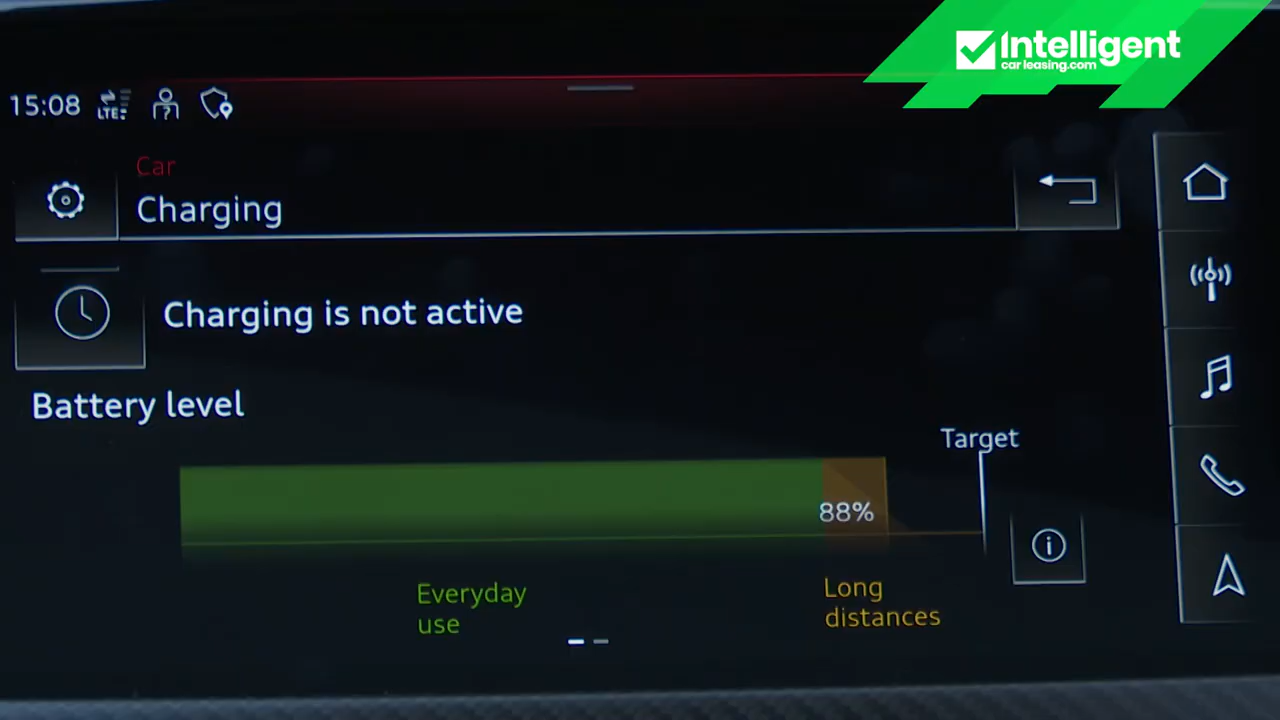 Intelligent
carleasing.com
15:08
LTE
Car
Charging
Charging is not active
Battery level
Target
88%
Everyday
use
Long
distances